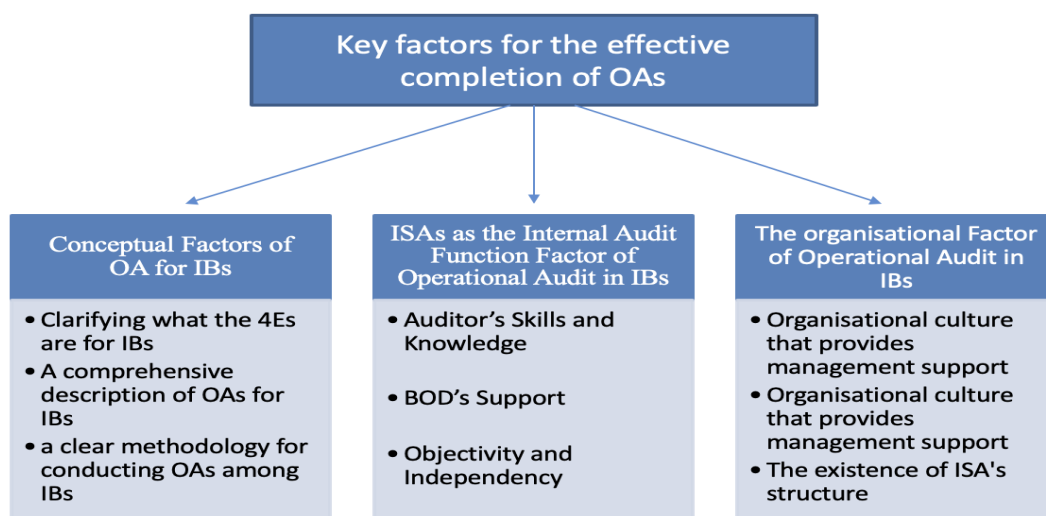 Key factors for the effective
completion of OAs
Conceptual Factors of
OA for IBs
• Clarifying what the 4Es
are for IBs
• A comprehensive
description of OAs for
IBs
• a clear methodology for
conducting OAs among
IBs
ISAs as the Internal Audit
Function Factor of
Operational Audit in IBs
• Auditor’s Skills and
Knowledge
• BOD’s Support
• Objectivity and
Independency
The organisational Factor
of Operational Audit in
IBs
• Organisational culture
that provides
management support
• Organisational culture
that provides
management support
• The existence of ISA's
structure